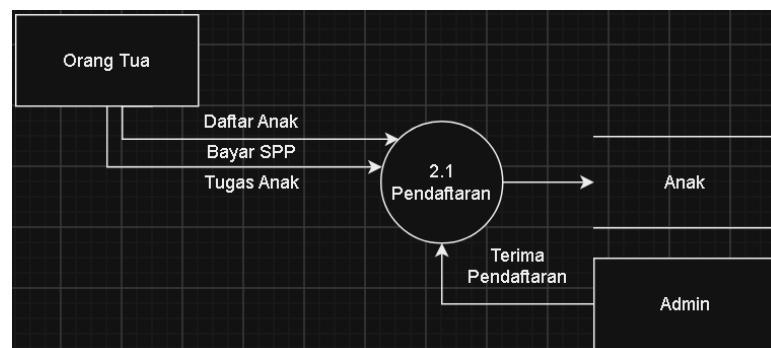 Orang Tua
Daftar Anak
Bayar SPP
Tugas Anak
2.1
Pendaftaran
Anak
Terima
Pendaftaran
Admin